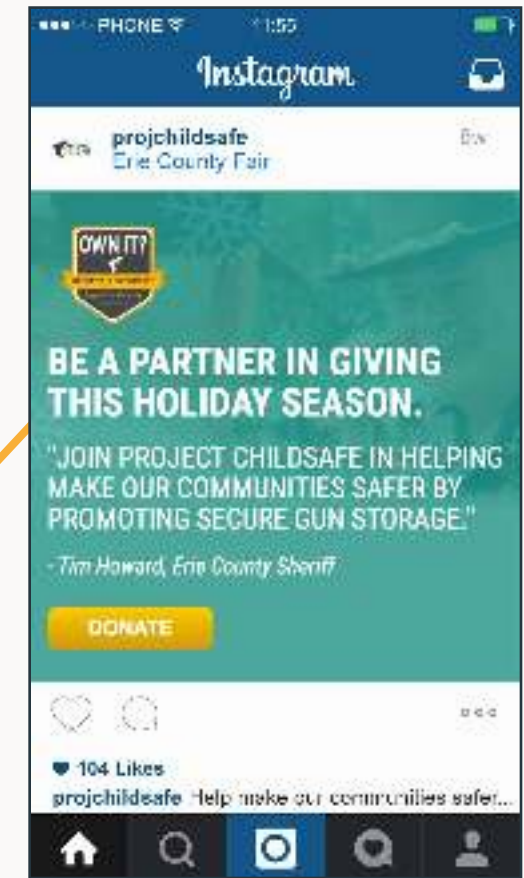 PHONE 11:55
Instagram
projchildsafe
Erie County Fair
OWN IT?
BE A PARTNER IN GIVING
THIS HOLIDAY SEASON.
"JOIN PROJECT CHILDSAFE IN HELPING
MAKE OUR COMMUNITIES SAFER BY
PROMOTING SECURE GUN STORAGE."
- Tim Howard, Erie County Sheriff
DONATE
104 Likes
projchildsafe Help make our communities safer...